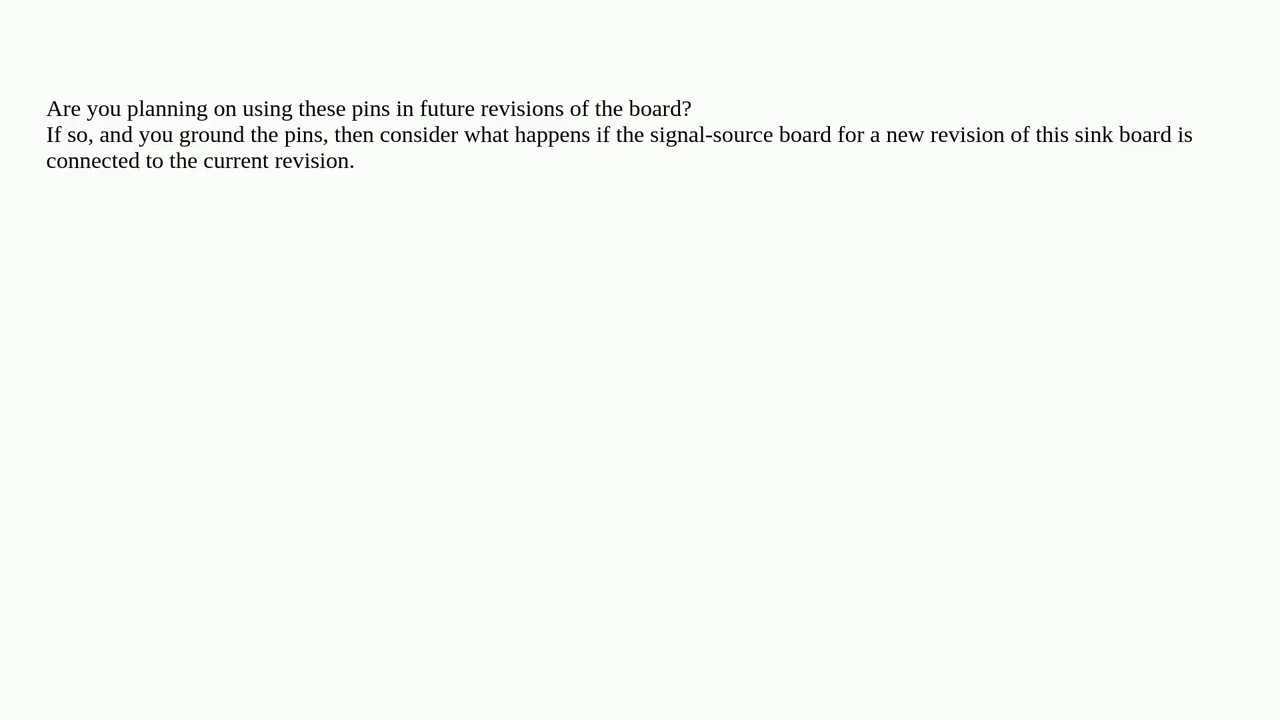 Are you planning on using these pins in future revisions of the board?
If so, and you ground the pins, then consider what happens if the signal-source board for a new revision of this sink board is
connected to the current revision.